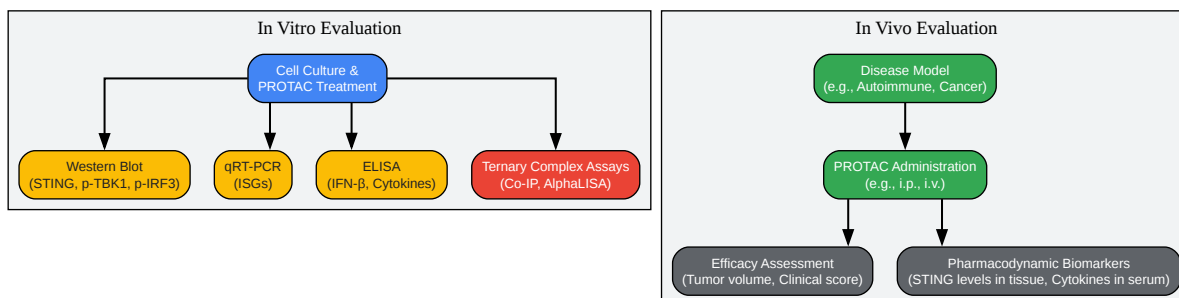 In Vitro Evaluation
Cell Culture &
PROTAC Treatment
Western Blot
(STING, p-TBK1, p-IRF3)
qRT-PCR
(ISGs)
ELISA
(IFN-β, Cytokines)
Ternary Complex Assays
(Co-IP, AlphaLISA)
In Vivo Evaluation
Disease Model
(e.g., Autoimmune, Cancer)
PROTAC Administration
(e.g., i.p., i.v.)
Efficacy Assessment
(Tumor volume, Clinical score)
Pharmacodynamic Biomarkers
(STING levels in tissue, Cytokines in serum)